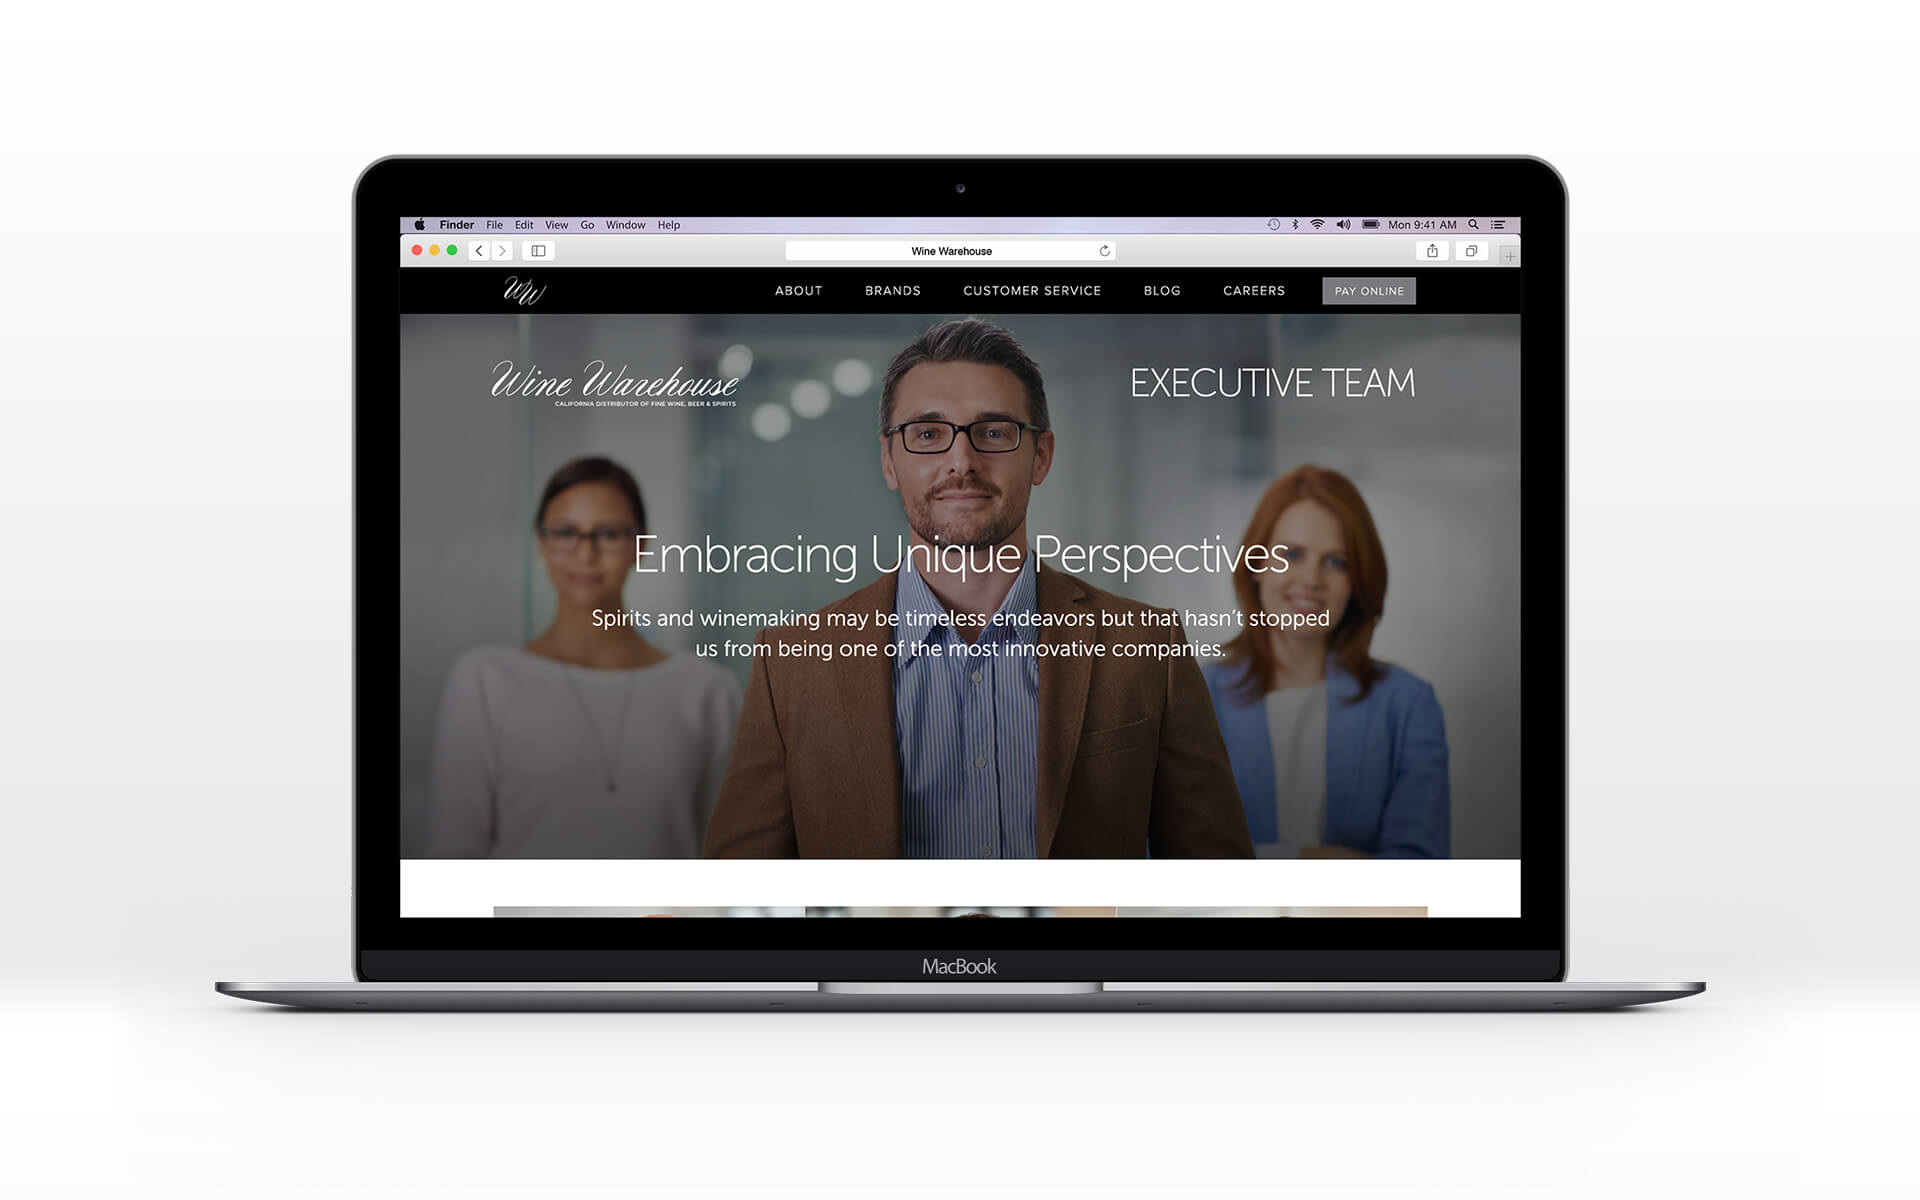 Finder File Edit View Go Window Help Mon 9:41 AM
Wine Warehouse
WW ABOUT BRANDS CUSTOMER SERVICE BLOG CAREERS PAY ONLINE
Wine Warehouse
CALIFORNIA DISTRIBUTOR OF FINE WINE, BEER & SPIRITS
EXECUTIVE TEAM
Embracing Unique Perspectives
Spirits and winemaking may be timeless endeavors but that hasn't stopped
us from being one of the most innovative companies.
MacBook